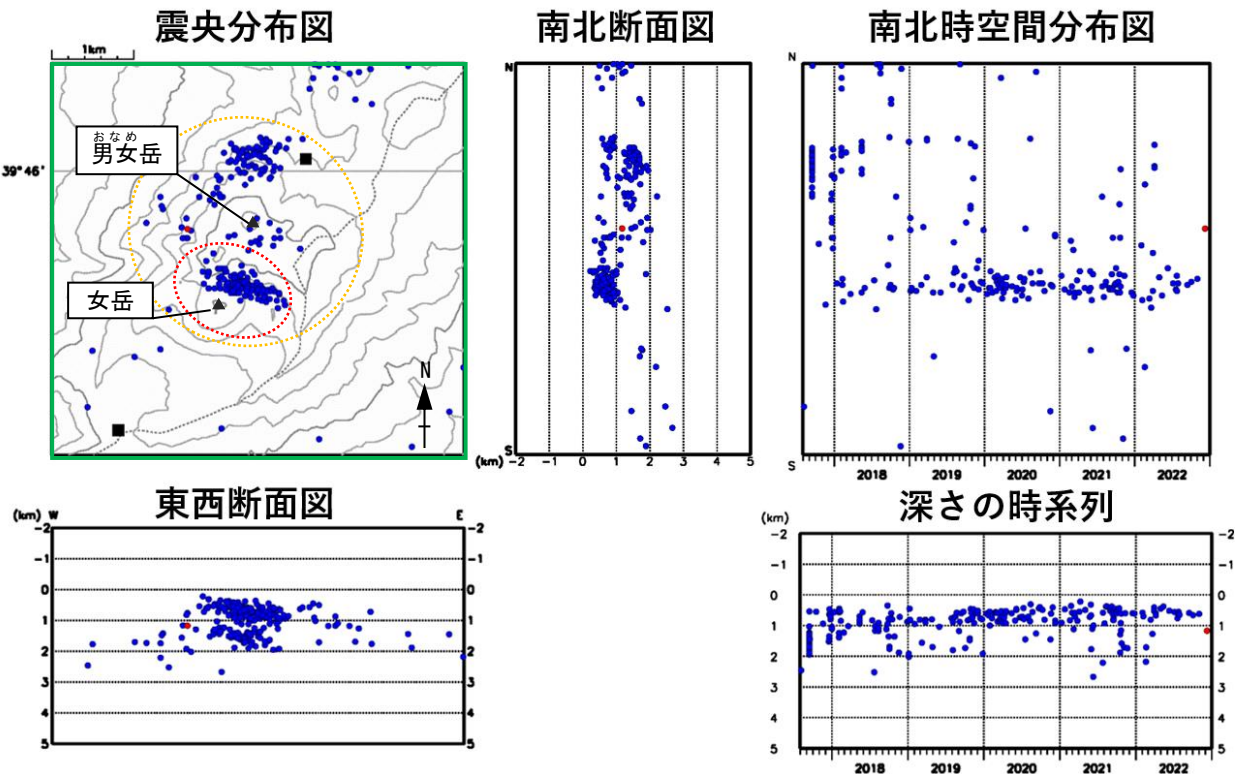 震央分布図
1km
39°46'
おなめ
男女岳
女岳
N
南北断面図
N
S
(km) -2 -1 0 1 2 3 4 5
南北時空間分布図
N
S
2018 2019 2020 2021 2022
東西断面図
(km) W E
-2 -2
-1 -1
0 0
1 1
2 2
3 3
4 4
5 5
深さの時系列
(km)
-2 -2
-1 -1
0 0
1 1
2 2
3 3
4 4
5 5
2018 2019 2020 2021 2022